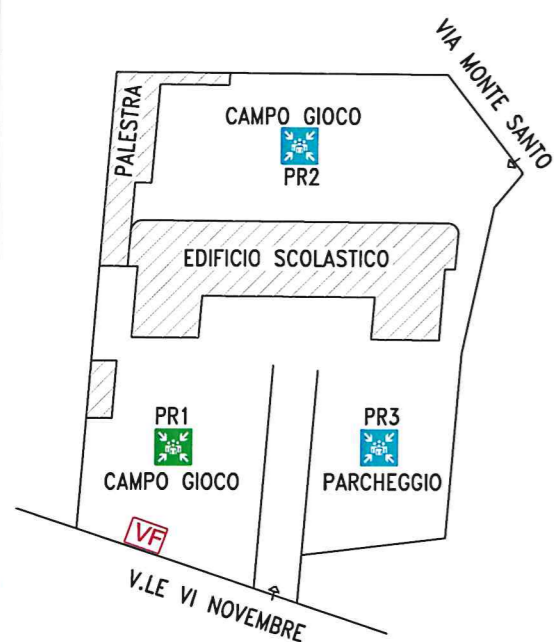 VIA MONTE SANTO
PALESTRA
CAMPO GIOCO
PR2
EDIFICIO SCOLASTICO
PR1
CAMPO GIOCO
PR3
PARCHEGGIO
VF
V.LE VI NOVEMBRE